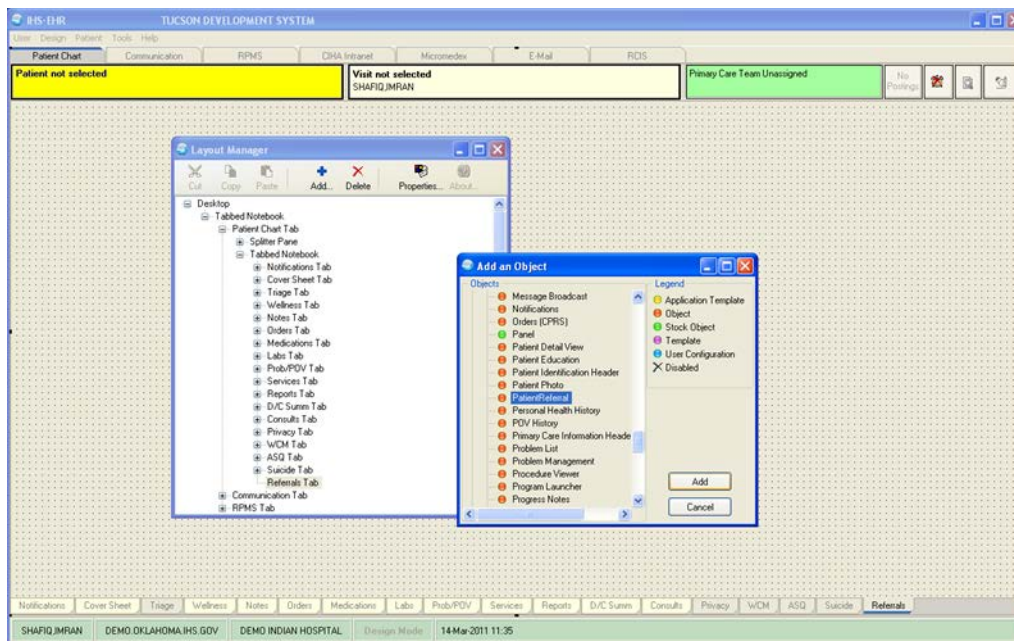 IHS-EHR TUCSON DEVELOPMENT SYSTEM
User Design Patient Tools Help
Patient Chart Communication RPMS CIHA Intranet Micromedex E-Mail RCIS
Patient not selected
Visit not selected
SHAFIQ,IMRAN
Primary Care Team Unassigned
No Postings
Layout Manager
Cut Copy Paste Add... Delete Properties... About...
Desktop
Tabbed Notebook
Patient Chart Tab
Splitter Pane
Tabbed Notebook
Notifications Tab
Cover Sheet Tab
Triage Tab
Wellness Tab
Notes Tab
Orders Tab
Medications Tab
Labs Tab
Prob/POV Tab
Services Tab
Reports Tab
D/C Summ Tab
Consults Tab
Privacy Tab
WCM Tab
ASQ Tab
Suicide Tab
Referrals Tab
Communication Tab
RPMS Tab
Add an Object
Objects
Message Broadcast
Notifications
Orders (CPRS)
Panel
Patient Detail View
Patient Education
Patient Identification Header
Patient Photo
PatientReferral
Personal Health History
POV History
Primary Care Information Heade
Problem List
Problem Management
Procedure Viewer
Program Launcher
Progress Notes
Legend
Application Template
Object
Stock Object
Template
User Configuration
Disabled
Add
Cancel
Notifications Cover Sheet Triage Wellness Notes Orders Medications Labs Prob/POV Services Reports D/C Summ Consults Privacy WCM ASQ Suicide Referrals
SHAFIQ,IMRAN DEMO.OKLAHOMA.IHS.GOV DEMO INDIAN HOSPITAL Design Mode 14-Mar-2011 11:35